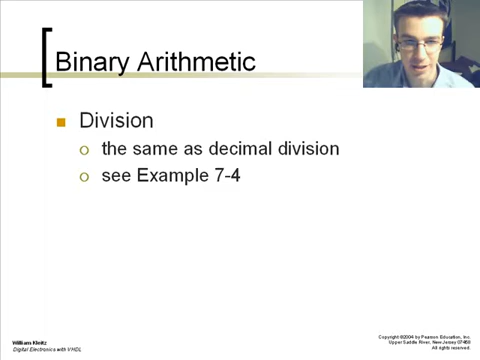 Binary Arithmetic
Division
the same as decimal division
see Example 7-4
William Kleitz
Digital Electronics with VHDL
Copyright ©2004 by Pearson Education, Inc.
Upper Saddle River, New Jersey 07458
All rights reserved.